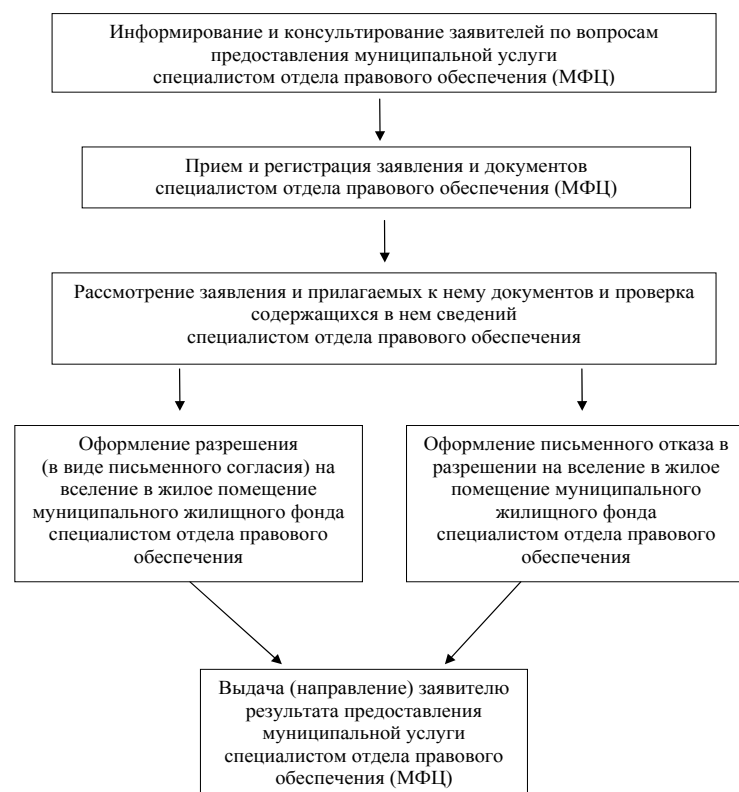 Информирование и консультирование заявителей по вопросам
предоставления муниципальной услуги
специалистом отдела правового обеспечения (МФЦ)
Прием и регистрация заявления и документов
специалистом отдела правового обеспечения (МФЦ)
Рассмотрение заявления и прилагаемых к нему документов и проверка
содержащихся в нем сведений
специалистом отдела правового обеспечения
Оформление разрешения
(в виде письменного согласия) на
вселение в жилое помещение
муниципального жилищного фонда
специалистом отдела правового
обеспечения
Оформление письменного отказа в
разрешении на вселение в жилое
помещение муниципального
жилищного фонда
специалистом отдела правового
обеспечения
Выдача (направление) заявителю
результата предоставления
муниципальной услуги
специалистом отдела правового
обеспечения (МФЦ)